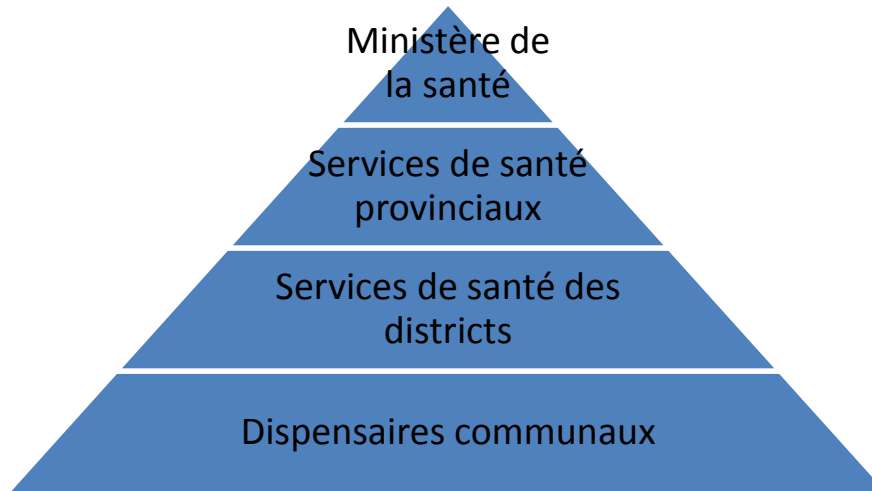 Ministère de
la santé
Services de santé
provinciaux
Services de santé des
districts
Dispensaires communaux